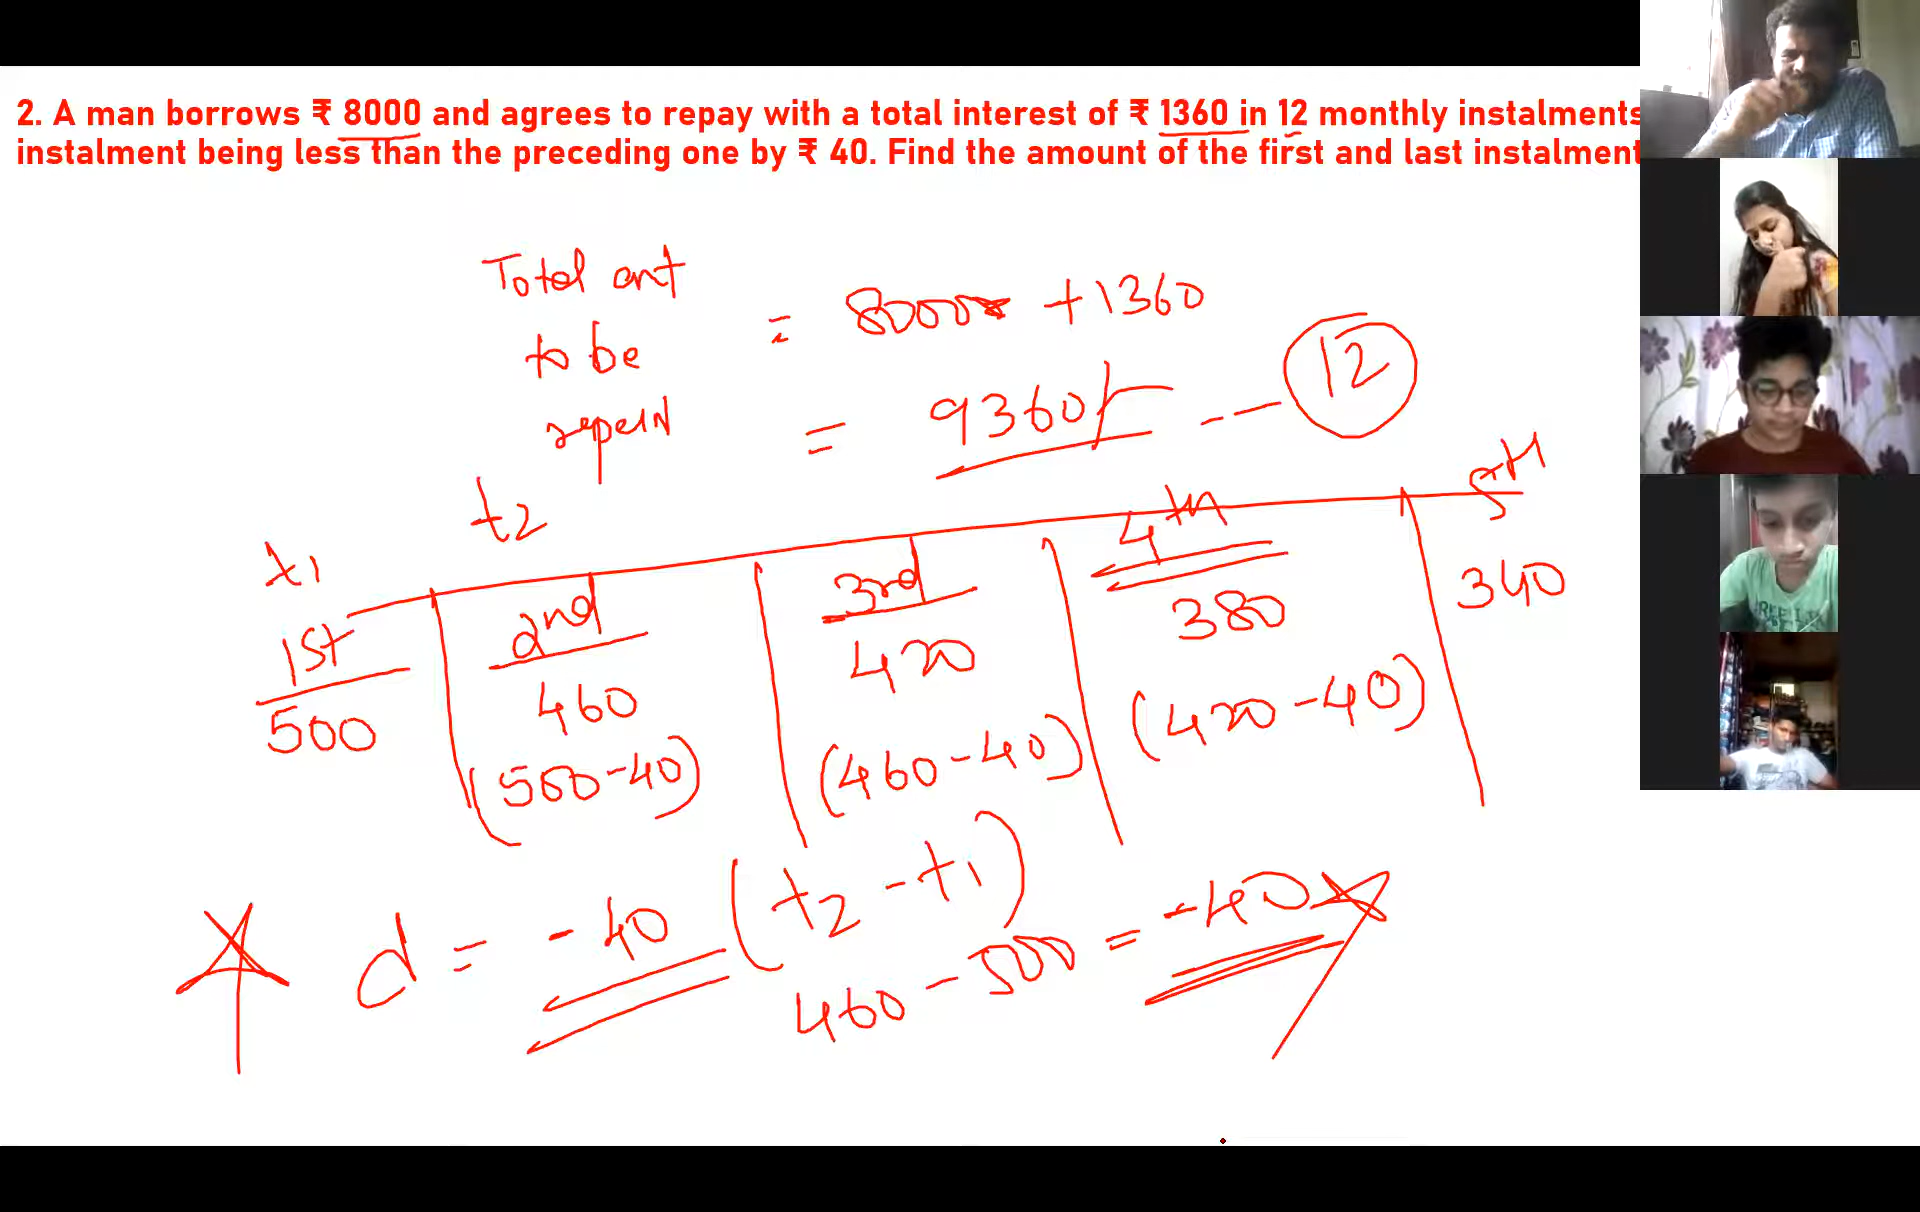 2. A man borrows ₹ 8000 and agrees to repay with a total interest of ₹ 1360 in 12 monthly instalments
instalment being less than the preceding one by ₹ 40. Find the amount of the first and last instalment
Total amt
to be
= 8000 + 1360
= 9360/- -- 12
t1 t2
1st 2nd 3rd 4th 5th
500 460 420 380 340
(500-40) (460-40) (420-40)
d = -40 (t2 - t1)
460 - 500 = -40